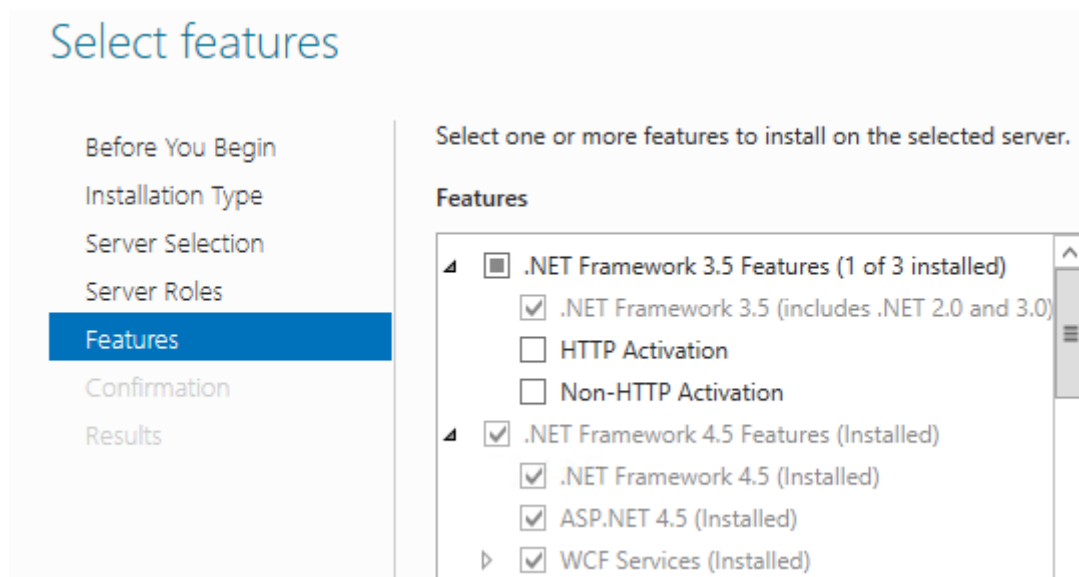 Select features
Before You Begin
Installation Type
Server Selection
Server Roles
Features
Confirmation
Results
Select one or more features to install on the selected server.
Features
.NET Framework 3.5 Features (1 of 3 installed)
.NET Framework 3.5 (includes .NET 2.0 and 3.0)
HTTP Activation
Non-HTTP Activation
.NET Framework 4.5 Features (Installed)
.NET Framework 4.5 (Installed)
ASP.NET 4.5 (Installed)
WCF Services (Installed)